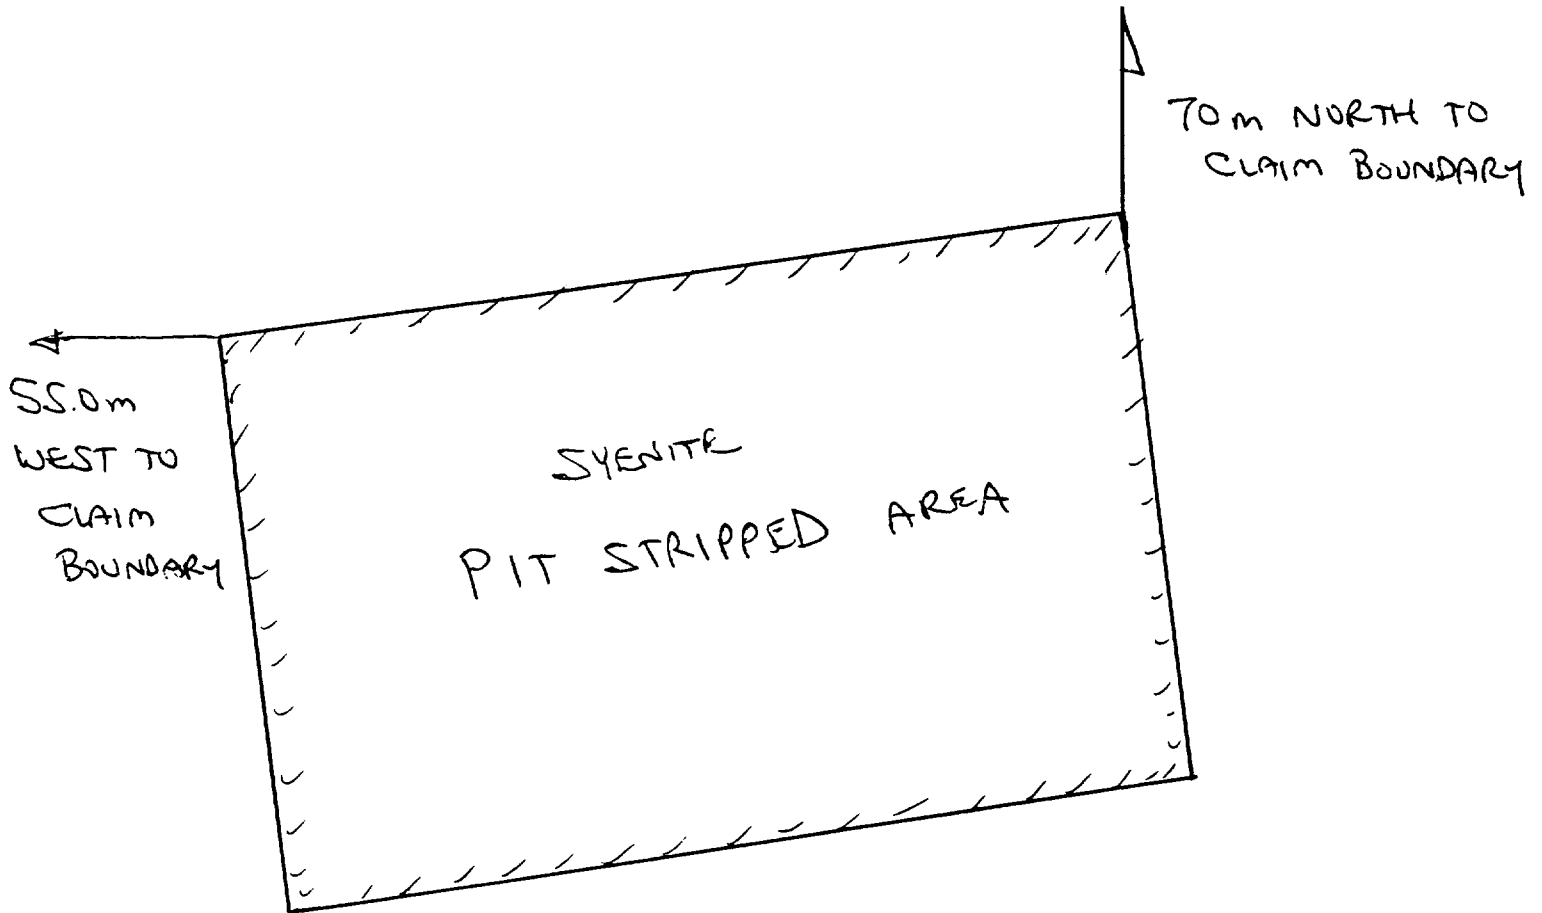 70m NORTH TO
CLAIM BOUNDARY
55.0m
WEST TO
CLAIM
BOUNDARY
SYENITE
PIT STRIPPED AREA